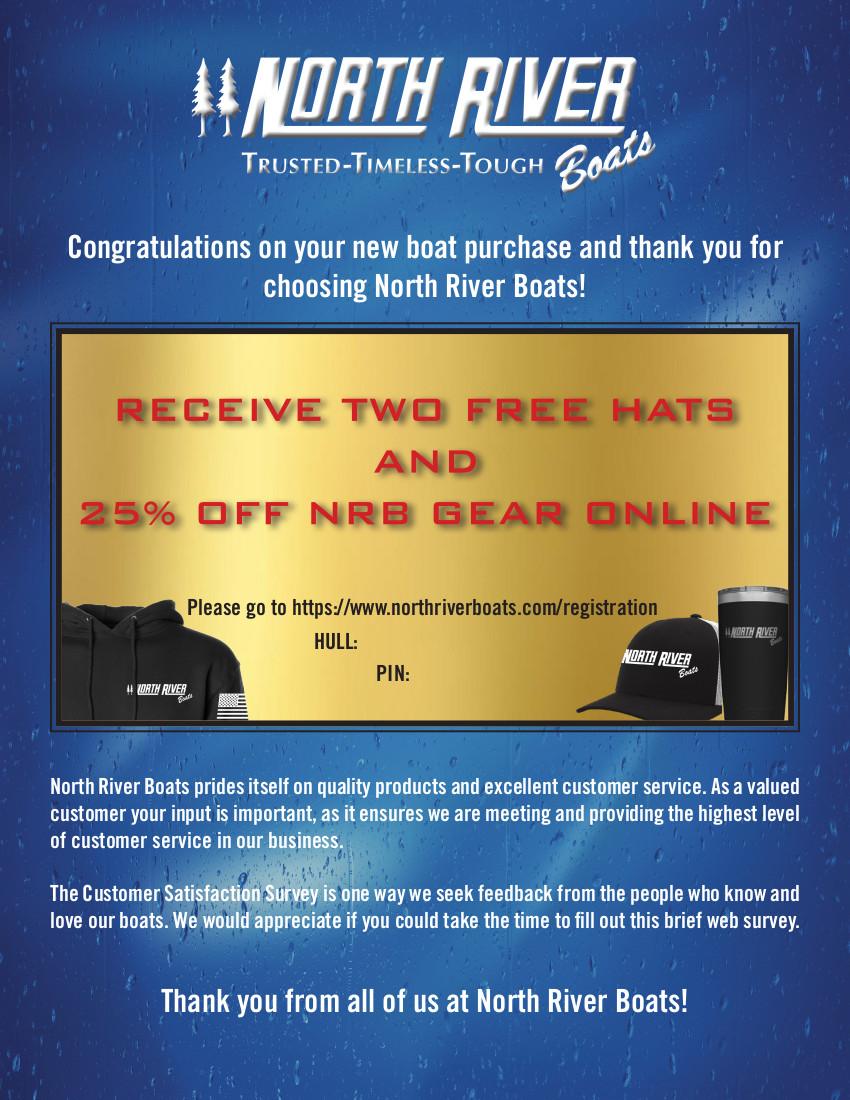 NORTH RIVER
TRUSTED-TIMELESS-TOUGH Boats
Congratulations on your new boat purchase and thank you for
choosing North River Boats!
RECEIVE TWO FREE HATS
AND
25% OFF NRB GEAR ONLINE
Please go to https://www.northriverboats.com/registration
HULL:
PIN:
NORTH RIVER
Boats
NORTH RIVER
Boats
NORTH RIVER
Boats
North River Boats prides itself on quality products and excellent customer service. As a valued
customer your input is important, as it ensures we are meeting and providing the highest level
of customer service in our business.
The Customer Satisfaction Survey is one way we seek feedback from the people who know and
love our boats. We would appreciate if you could take the time to fill out this brief web survey.
Thank you from all of us at North River Boats!